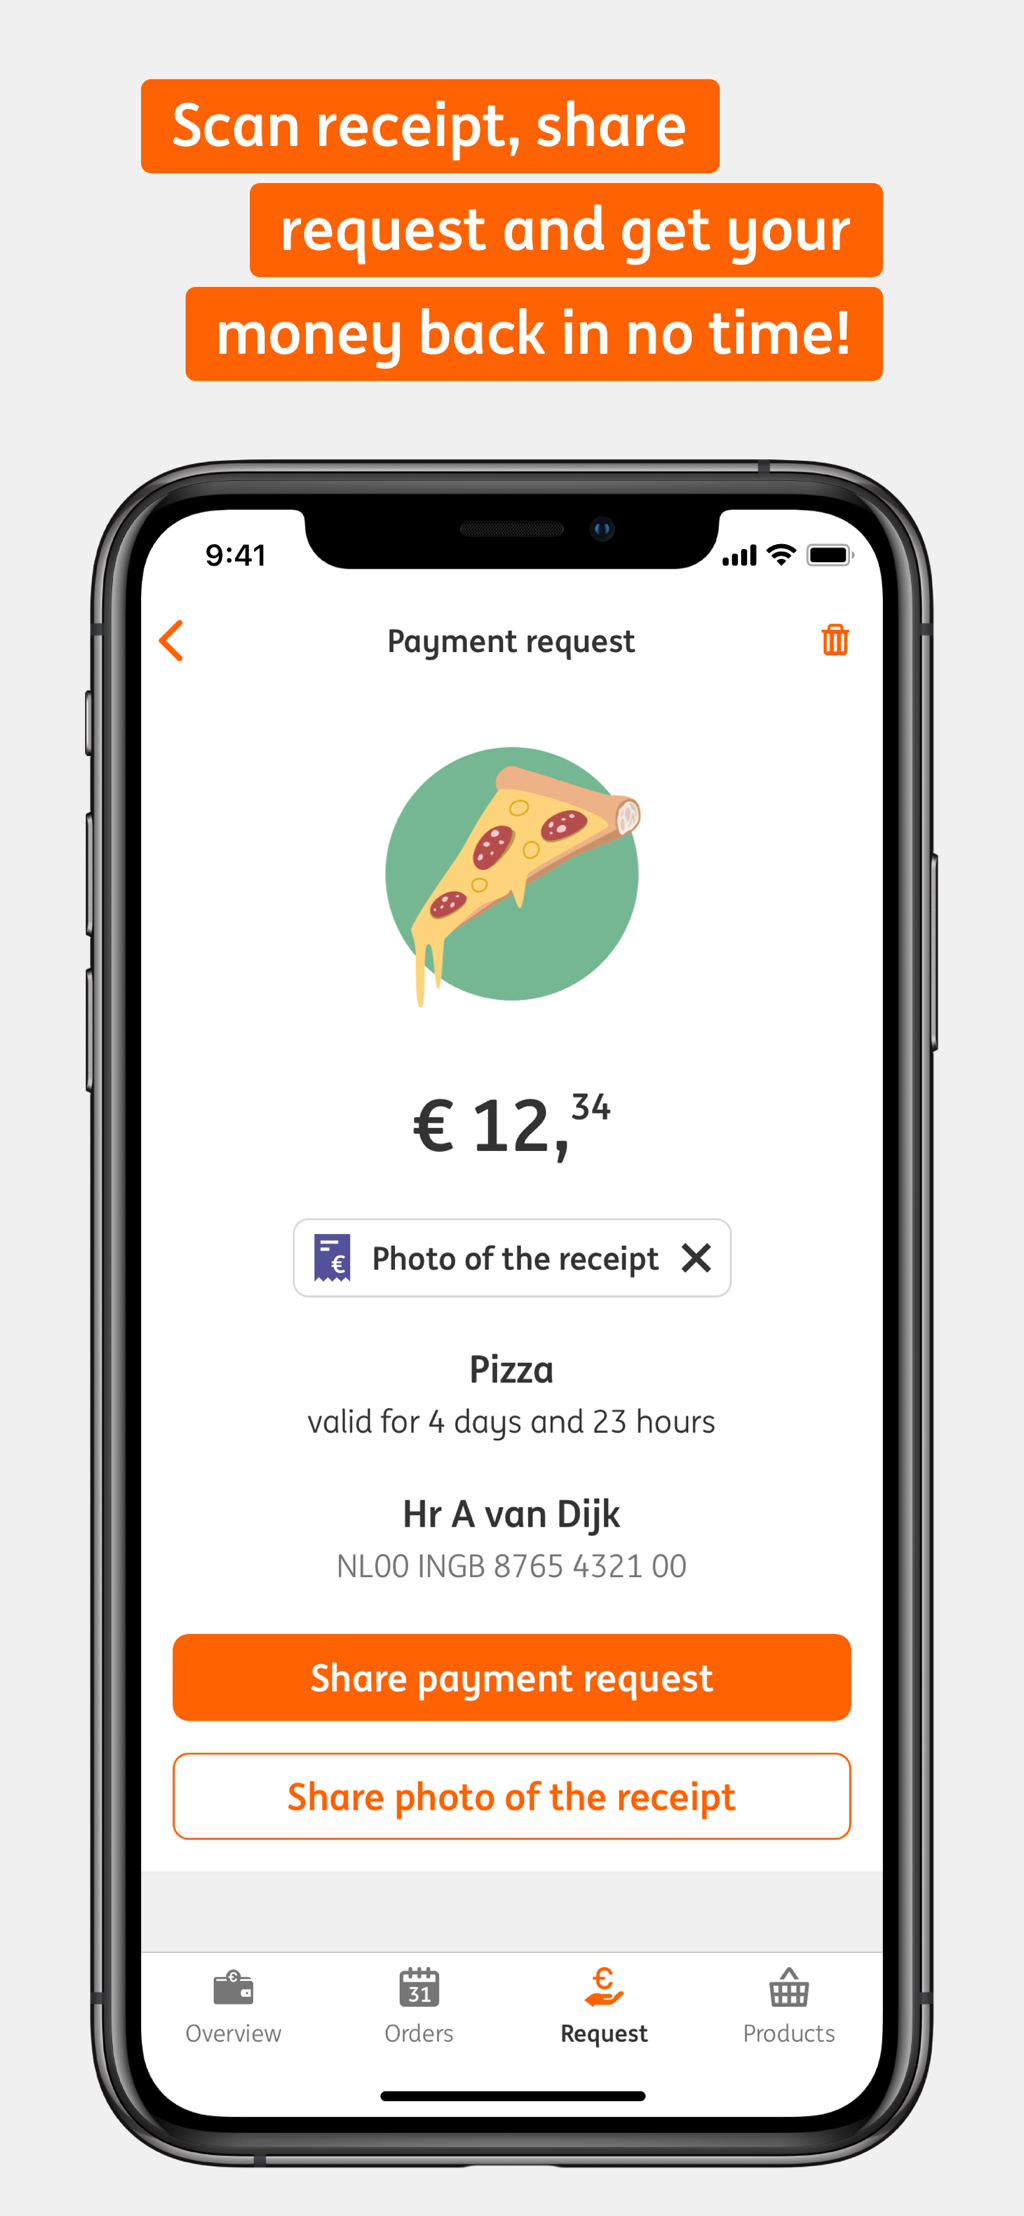 Scan receipt, share
request and get your
money back in no time!
9:41
Payment request
€ 12,34
€ Photo of the receipt
Pizza
valid for 4 days and 23 hours
Hr A van Dijk
NL00 INGB 8765 4321 00
Share payment request
Share photo of the receipt
€ 31 €
Overview Orders Request Products